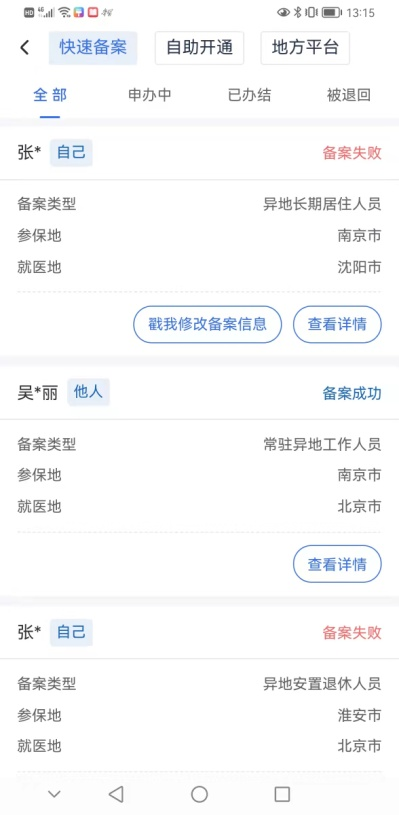 HD 4G 13:15
快速备案 自助开通 地方平台
全部 申办中 已办结 被退回
张* 自己 备案失败
备案类型 异地长期居住人员
参保地 南京市
就医地 沈阳市
戳我修改备案信息 查看详情
吴*丽 他人 备案成功
备案类型 常驻异地工作人员
参保地 南京市
就医地 北京市
查看详情
张* 自己 备案失败
备案类型 异地安置退休人员
参保地 淮安市
就医地 北京市